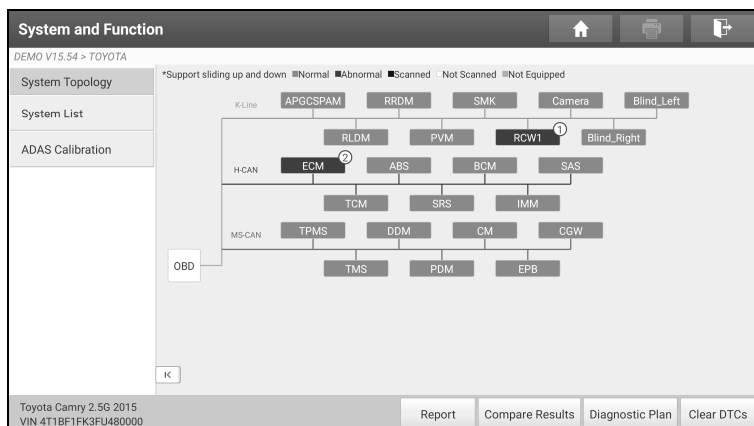 System and Function
DEMO V15.54 > TOYOTA
System Topology
System List
ADAS Calibration
*Support sliding up and down Normal Abnormal Scanned Not Scanned Not Equipped
K-Line APGCSPAM RRDM SMK Camera Blind_Left
RLDM PVM RCW1 1 Blind_Right
H-CAN ECM 2 ABS BCM SAS
TCM SRS IMM
MS-CAN TPMS DDM CM CGW
OBD TMS PDM EPB
K
Toyota Camry 2.5G 2015
VIN 4T1BF1FK3FU480000
Report Compare Results Diagnostic Plan Clear DTCs